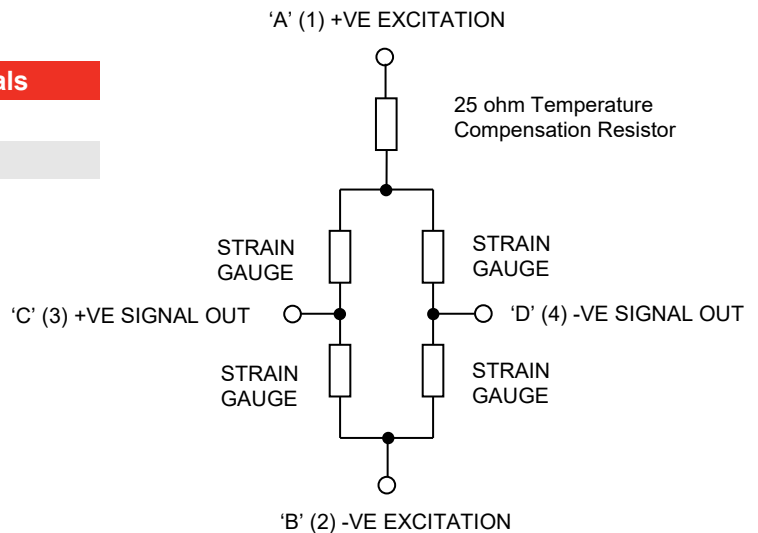 'A' (1) +VE EXCITATION
als
25 ohm Temperature
Compensation Resistor
STRAIN
GAUGE
STRAIN
GAUGE
'C' (3) +VE SIGNAL OUT
'D' (4) -VE SIGNAL OUT
STRAIN
GAUGE
STRAIN
GAUGE
'B' (2) -VE EXCITATION